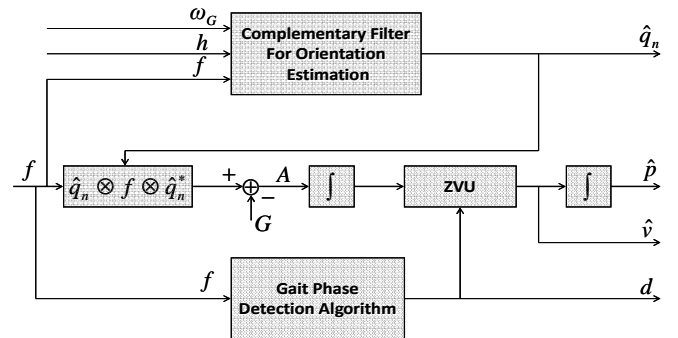 ω_G
h
f
Complementary Filter
For Orientation
Estimation
q̂_n
f
q̂_n ⊗ f ⊗ q̂_n^*
+
−
A
G
∫
ZVU
∫
p̂
v̂
f
Gait Phase
Detection Algorithm
d